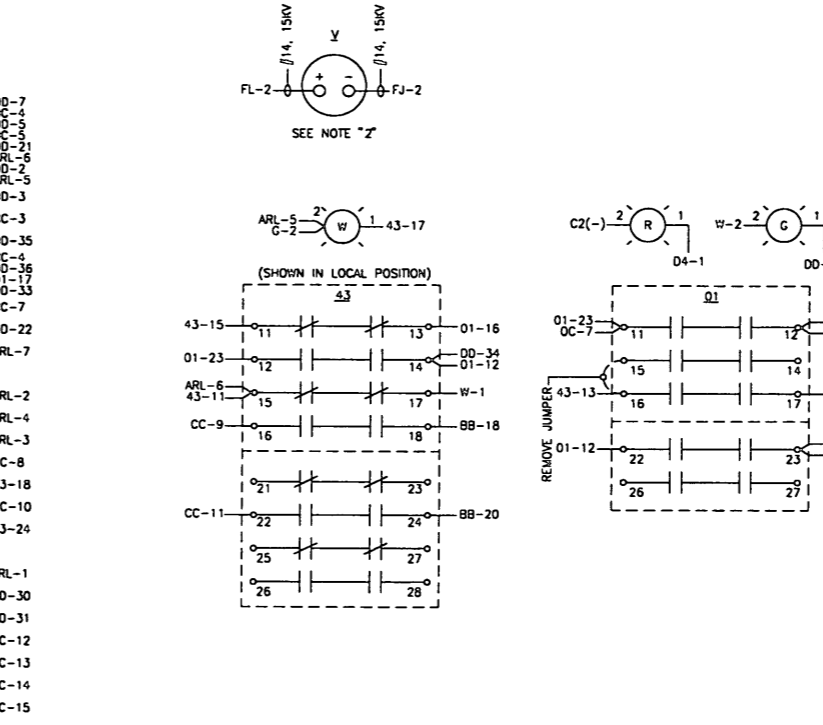 ∅14, 15KV
∅14, 15KV
V
+ -
FL-2
FJ-2
SEE NOTE "2"
D-7
C-4
D-5
C-5
D-21
RL-6
D-2
RL-5
D-3
C-3
D-35
C-4
D-36
1-17
D-33
C-7
D-22
RL-7
RL-2
RL-4
RL-3
C-8
3-18
C-10
3-24
RL-1
D-30
D-31
C-12
C-13
C-14
C-15
ARL-5
G-2
2
W
1
43-17
(SHOWN IN LOCAL POSITION)
43
43-15
11
13
01-16
01-23
12
14
DD-34
01-12
ARL-6
43-11
15
17
W-1
CC-9
16
18
BB-18
21
23
CC-11
22
24
BB-20
25
27
26
28
C2(-)
2
R
1
D4-1
W-2
2
G
1
DD-
01
01-23
OC-7
11
12
15
14
43-13
16
17
REMOVE JUMPER
01-12
22
23
26
27